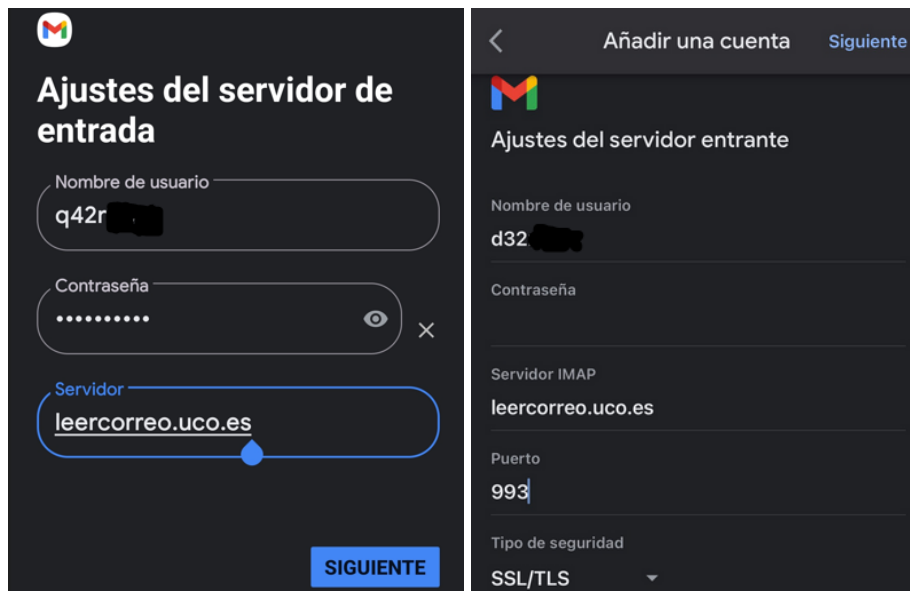 Ajustes del servidor de
entrada
Nombre de usuario
q42r
Contraseña
••••••••••
Servidor
leercorreo.uco.es
SIGUIENTE
Añadir una cuenta
Siguiente
Ajustes del servidor entrante
Nombre de usuario
d32
Contraseña
Servidor IMAP
leercorreo.uco.es
Puerto
993
Tipo de seguridad
SSL/TLS